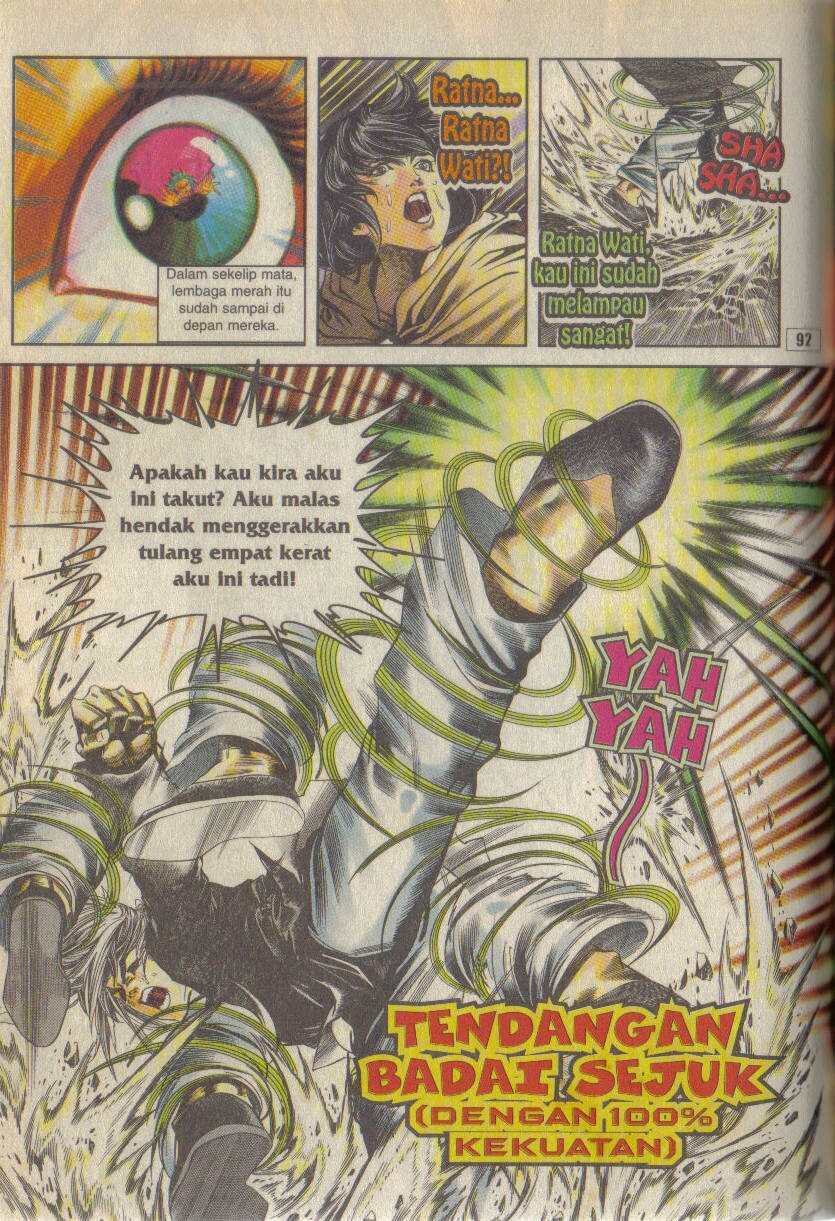 Dalam sekelip mata,
lembaga merah itu
sudah sampai di
depan mereka.
Ratna...
Ratna
Wati?!
SHA
SHA...
Ratna Wati,
kau ini sudah
melampau
sangat!
92
Apakah kau kira aku
ini takut? Aku malas
hendak menggerakkan
tulang empat kerat
aku ini tadi!
YAH
YAH
TENDANGAN
BADAI SEJUK
(DENGAN 100%
KEKUATAN)